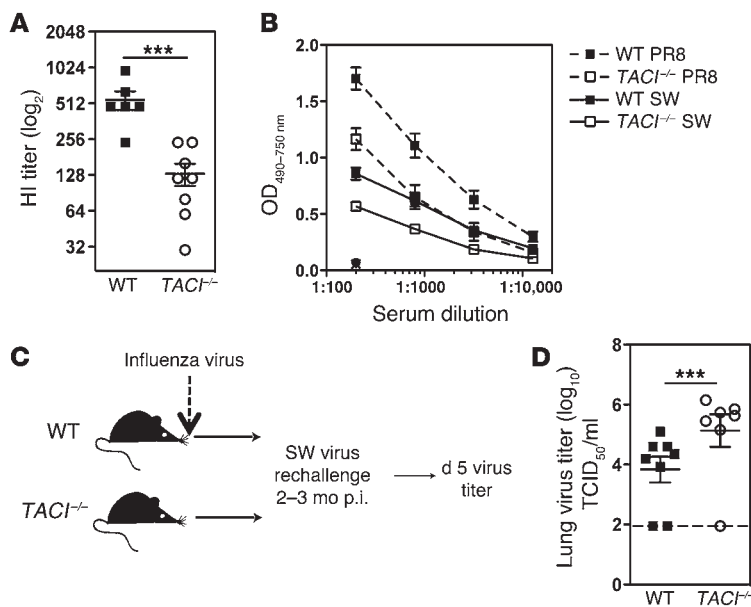 A
2048
1024
512
256
128
64
32
HI titer (log2)
***
WT
TACI–/–
B
2.0
1.5
1.0
0.5
0.0
OD490–750 nm
1:100
1:1000
1:10,000
Serum dilution
WT PR8
TACI–/– PR8
WT SW
TACI–/– SW
C
Influenza virus
WT
TACI–/–
SW virus
rechallenge
2–3 mo p.i.
d 5 virus
titer
D
8
6
4
2
0
Lung virus titer (log10)
TCID50/ml
***
WT
TACI–/–